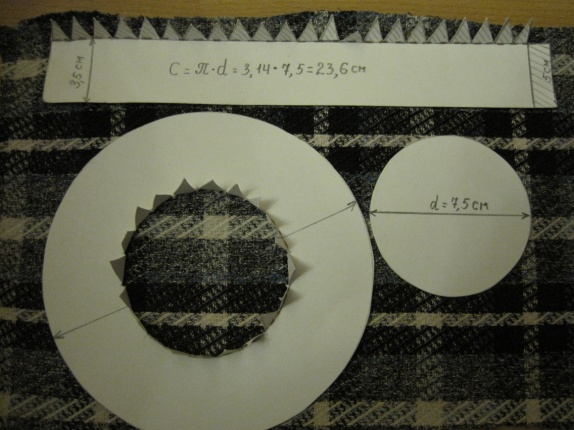 C = π·d = 3,14·7,5 = 23,6 см
3,5 см
d = 7,5 см